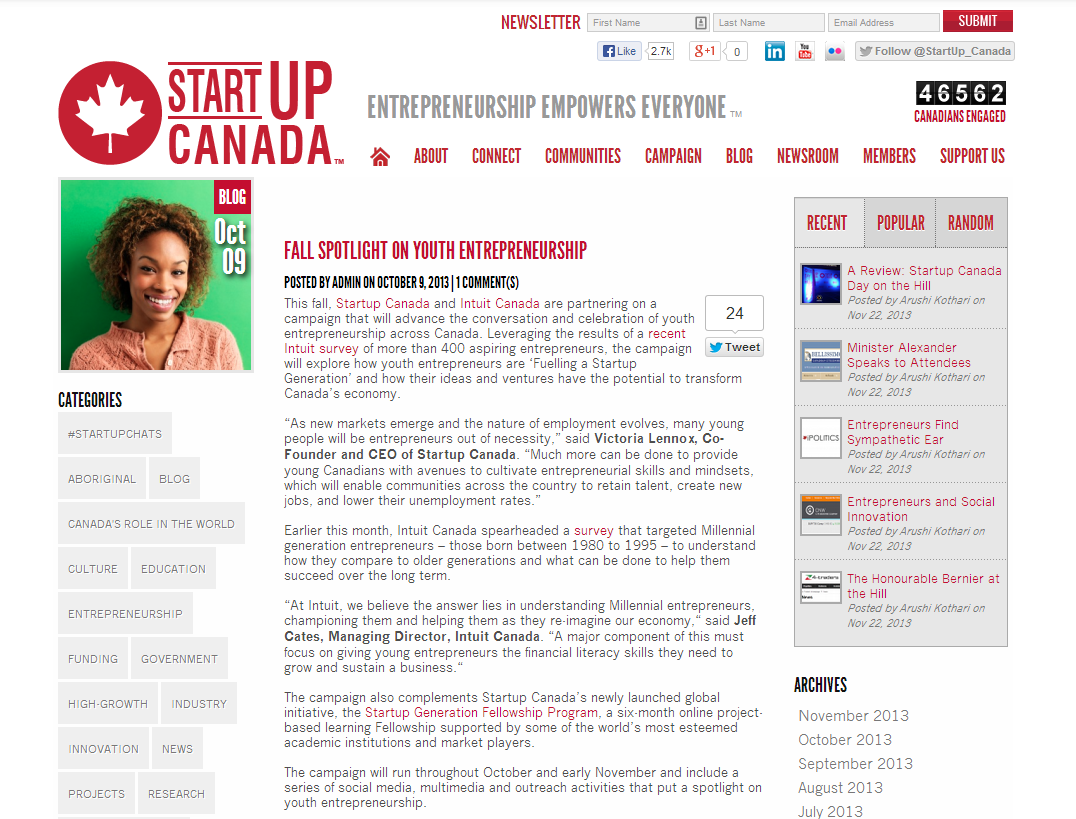 NEWSLETTER First Name Last Name Email Address SUBMIT
Like 2.7k g+1 0 in You Tube Follow @StartUp_Canada
START UP
CANADA™
ENTREPRENEURSHIP EMPOWERS EVERYONE™
46562
CANADIANS ENGAGED
ABOUT CONNECT COMMUNITIES CAMPAIGN BLOG NEWSROOM MEMBERS SUPPORT US
BLOG
Oct
09
CATEGORIES
#STARTUPCHATS
ABORIGINAL BLOG
CANADA'S ROLE IN THE WORLD
CULTURE EDUCATION
ENTREPRENEURSHIP
FUNDING GOVERNMENT
HIGH-GROWTH INDUSTRY
INNOVATION NEWS
PROJECTS RESEARCH
FALL SPOTLIGHT ON YOUTH ENTREPRENEURSHIP
POSTED BY ADMIN ON OCTOBER 9, 2013 | 1 COMMENT(S)
24
Tweet
This fall, Startup Canada and Intuit Canada are partnering on a
campaign that will advance the conversation and celebration of youth
entrepreneurship across Canada. Leveraging the results of a recent
Intuit survey of more than 400 aspiring entrepreneurs, the campaign
will explore how youth entrepreneurs are ‘Fuelling a Startup
Generation’ and how their ideas and ventures have the potential to transform
Canada’s economy.
“As new markets emerge and the nature of employment evolves, many young
people will be entrepreneurs out of necessity,” said Victoria Lennox, Co-
Founder and CEO of Startup Canada. “Much more can be done to provide
young Canadians with avenues to cultivate entrepreneurial skills and mindsets,
which will enable communities across the country to retain talent, create new
jobs, and lower their unemployment rates.”
Earlier this month, Intuit Canada spearheaded a survey that targeted Millennial
generation entrepreneurs – those born between 1980 to 1995 – to understand
how they compare to older generations and what can be done to help them
succeed over the long term.
“At Intuit, we believe the answer lies in understanding Millennial entrepreneurs,
championing them and helping them as they re-imagine our economy,“ said Jeff
Cates, Managing Director, Intuit Canada. “A major component of this must
focus on giving young entrepreneurs the financial literacy skills they need to
grow and sustain a business.“
The campaign also complements Startup Canada’s newly launched global
initiative, the Startup Generation Fellowship Program, a six-month online project-
based learning Fellowship supported by some of the world’s most esteemed
academic institutions and market players.
The campaign will run throughout October and early November and include a
series of social media, multimedia and outreach activities that put a spotlight on
youth entrepreneurship.
RECENT POPULAR RANDOM
A Review: Startup Canada
Day on the Hill
Posted by Arushi Kothari on
Nov 22, 2013
Minister Alexander
Speaks to Attendees
Posted by Arushi Kothari on
Nov 22, 2013
iPOLITICS
Entrepreneurs Find
Sympathetic Ear
Posted by Arushi Kothari on
Nov 22, 2013
Entrepreneurs and Social
Innovation
Posted by Arushi Kothari on
Nov 22, 2013
The Honourable Bernier at
the Hill
Posted by Arushi Kothari on
Nov 22, 2013
ARCHIVES
November 2013
October 2013
September 2013
August 2013
July 2013